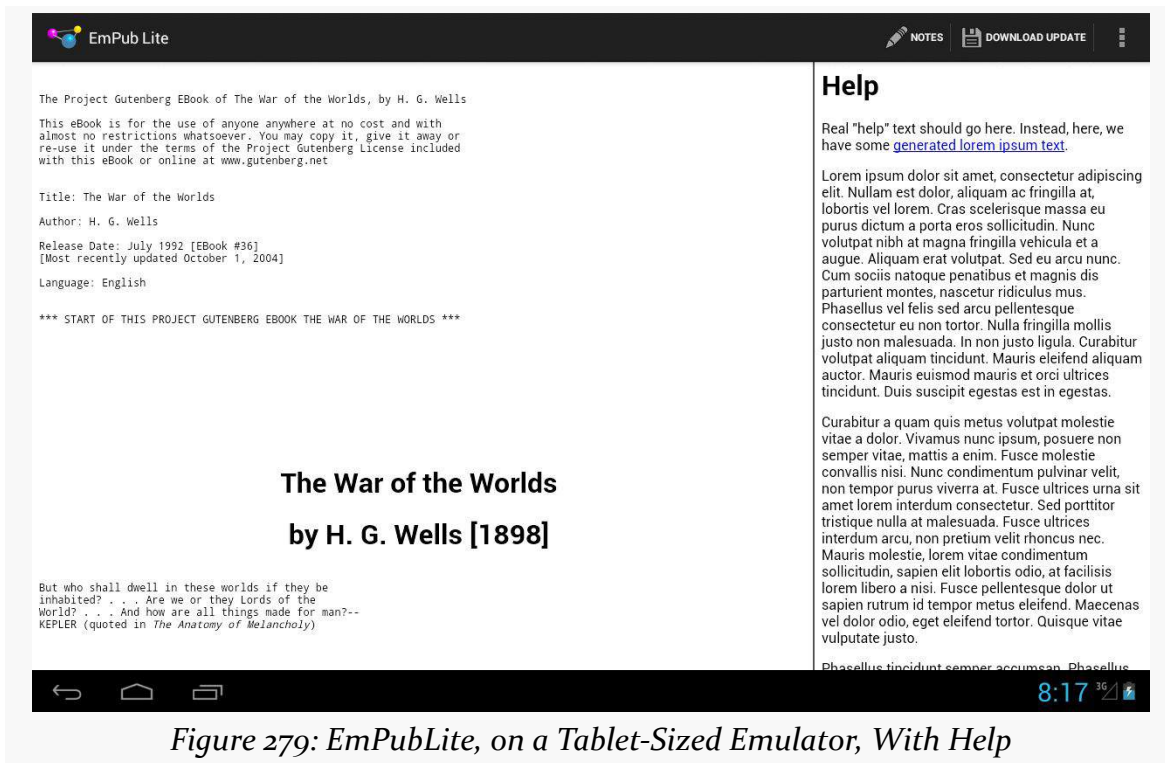 EmPub Lite
NOTES
DOWNLOAD UPDATE
The Project Gutenberg EBook of The War of the Worlds, by H. G. Wells
This eBook is for the use of anyone anywhere at no cost and with
almost no restrictions whatsoever. You may copy it, give it away or
re-use it under the terms of the Project Gutenberg License included
with this eBook or online at www.gutenberg.net
Title: The War of the Worlds
Author: H. G. Wells
Release Date: July 1992 [EBook #36]
[Most recently updated October 1, 2004]
Language: English
*** START OF THIS PROJECT GUTENBERG EBOOK THE WAR OF THE WORLDS ***
The War of the Worlds
by H. G. Wells [1898]
But who shall dwell in these worlds if they be
inhabited? . . . Are we or they Lords of the
World? . . . And how are all things made for man?--
KEPLER (quoted in The Anatomy of Melancholy)
Help
Real "help" text should go here. Instead, here, we
have some generated lorem ipsum text.
Lorem ipsum dolor sit amet, consectetur adipiscing
elit. Nullam est dolor, aliquam ac fringilla at,
lobortis vel lorem. Cras scelerisque massa eu
purus dictum a porta eros sollicitudin. Nunc
volutpat nibh at magna fringilla vehicula et a
augue. Aliquam erat volutpat. Sed eu arcu nunc.
Cum sociis natoque penatibus et magnis dis
parturient montes, nascetur ridiculus mus.
Phasellus vel felis sed arcu pellentesque
consectetur eu non tortor. Nulla fringilla mollis
justo non malesuada. In non justo ligula. Curabitur
volutpat aliquam tincidunt. Mauris eleifend aliquam
auctor. Mauris euismod mauris et orci ultrices
tincidunt. Duis suscipit egestas est in egestas.
Curabitur a quam quis metus volutpat molestie
vitae a dolor. Vivamus nunc ipsum, posuere non
semper vitae, mattis a enim. Fusce molestie
convallis nisi. Nunc condimentum pulvinar velit,
non tempor purus viverra at. Fusce ultrices urna sit
amet lorem interdum consectetur. Sed porttitor
tristique nulla at malesuada. Fusce ultrices
interdum arcu, non pretium velit rhoncus nec.
Mauris molestie, lorem vitae condimentum
sollicitudin, sapien elit lobortis odio, at facilisis
lorem libero a nisi. Fusce pellentesque dolor ut
sapien rutrum id tempor metus eleifend. Maecenas
vel dolor odio, eget eleifend tortor. Quisque vitae
vulputate justo.
Phasellus tincidunt semper accumsan. Phasellus
8:17
3G
Figure 279: EmPubLite, on a Tablet-Sized Emulator, With Help